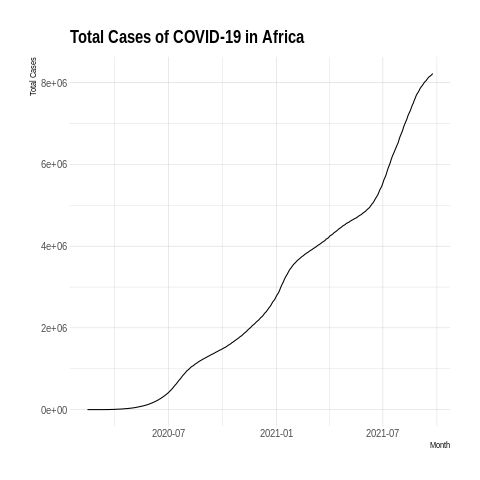 Total Cases of COVID-19 in Africa
Total Cases
8e+06
6e+06
4e+06
2e+06
0e+00
2020-07 2021-01 2021-07
Month